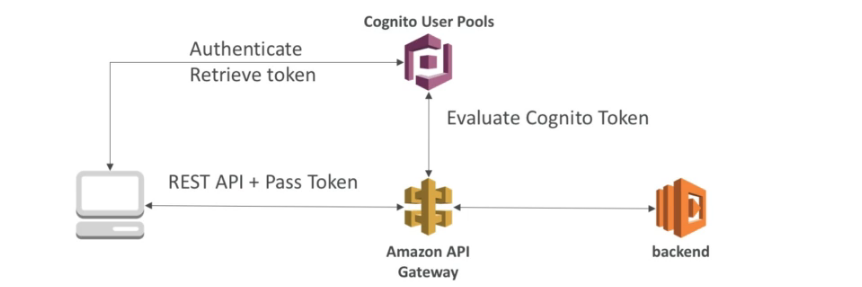 Cognito User Pools
Authenticate
Retrieve token
Evaluate Cognito Token
REST API + Pass Token
Amazon API
Gateway
backend